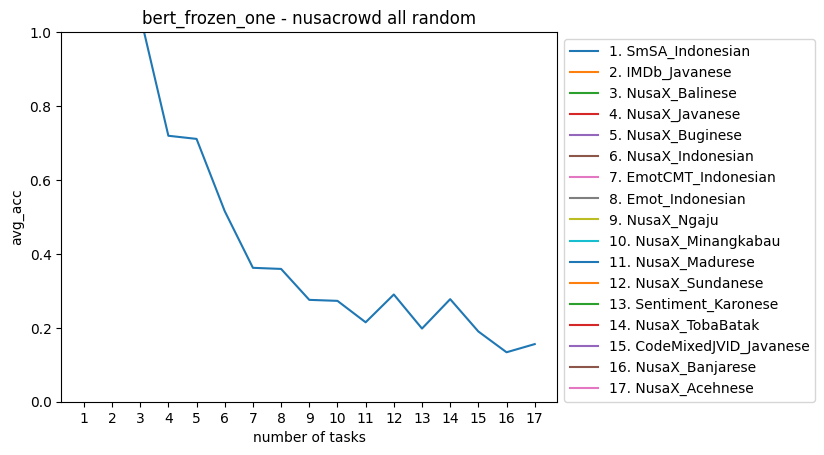 bert_frozen_one - nusacrowd all random
1.0
0.8
0.6
0.4
0.2
0.0
avg_acc
1 2 3 4 5 6 7 8 9 10 11 12 13 14 15 16 17
number of tasks
1. SmSA_Indonesian
2. IMDb_Javanese
3. NusaX_Balinese
4. NusaX_Javanese
5. NusaX_Buginese
6. NusaX_Indonesian
7. EmotCMT_Indonesian
8. Emot_Indonesian
9. NusaX_Ngaju
10. NusaX_Minangkabau
11. NusaX_Madurese
12. NusaX_Sundanese
13. Sentiment_Karonese
14. NusaX_TobaBatak
15. CodeMixedJVID_Javanese
16. NusaX_Banjarese
17. NusaX_Acehnese